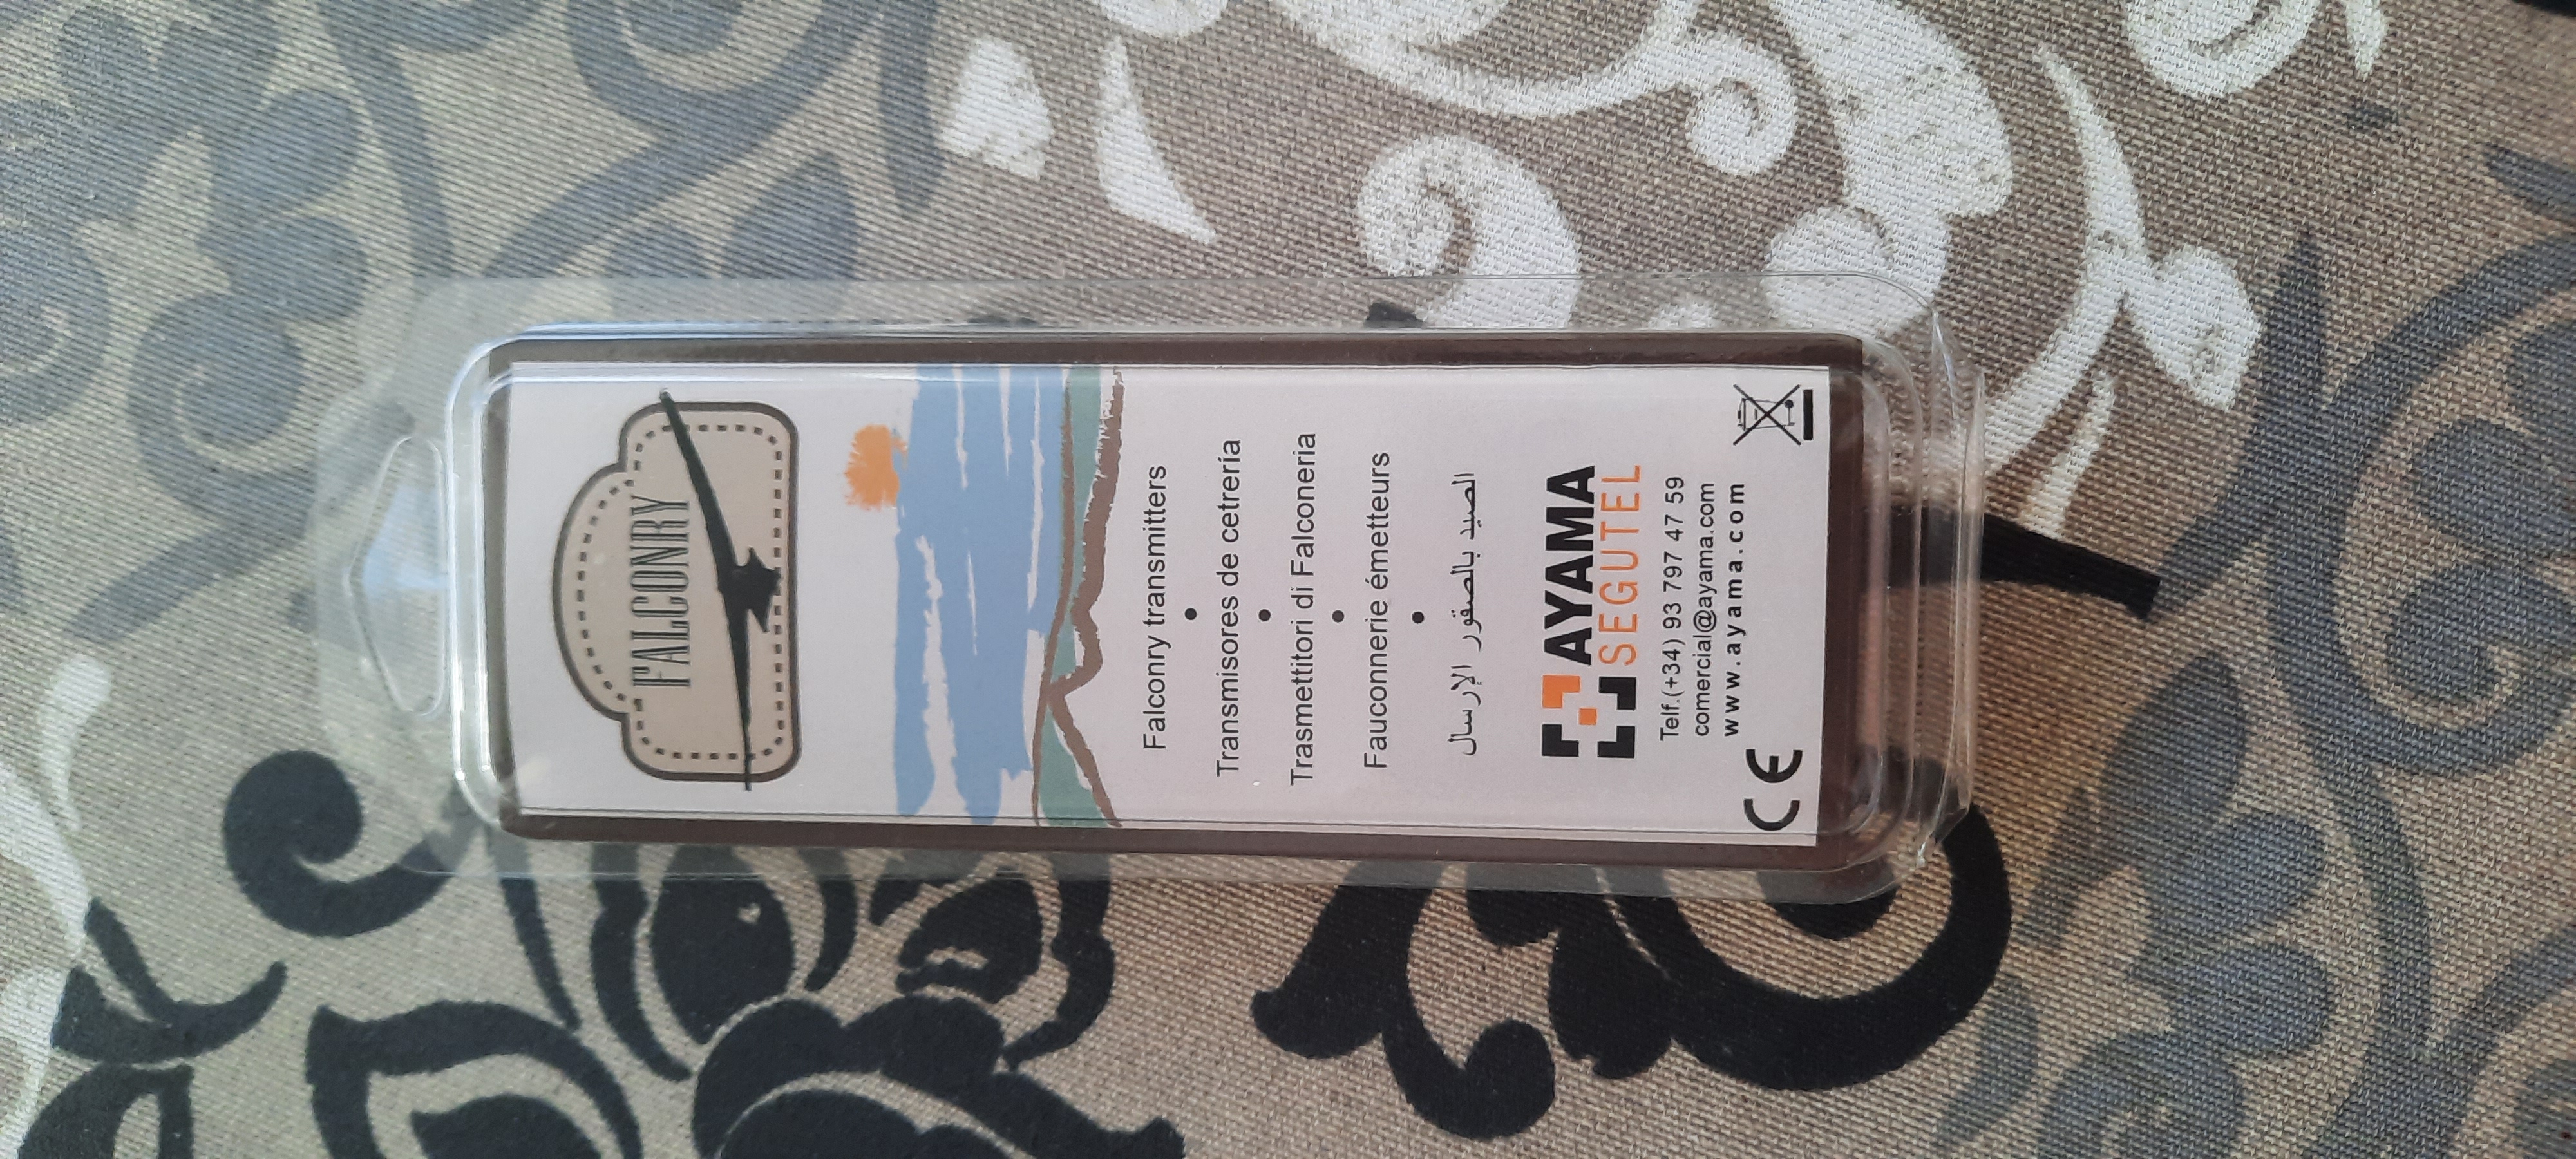 FALCONRY
Falconry transmitters
•
Transmisores de cetrería
•
Trasmettitori di Falconeria
•
Fauconnerie émetteurs
•
الصيد بالصقور الإرسال
AYAMA
SEGUTEL
Telf.(+34) 93 797 47 59
comercial@ayama.com
www.ayama.com
CE